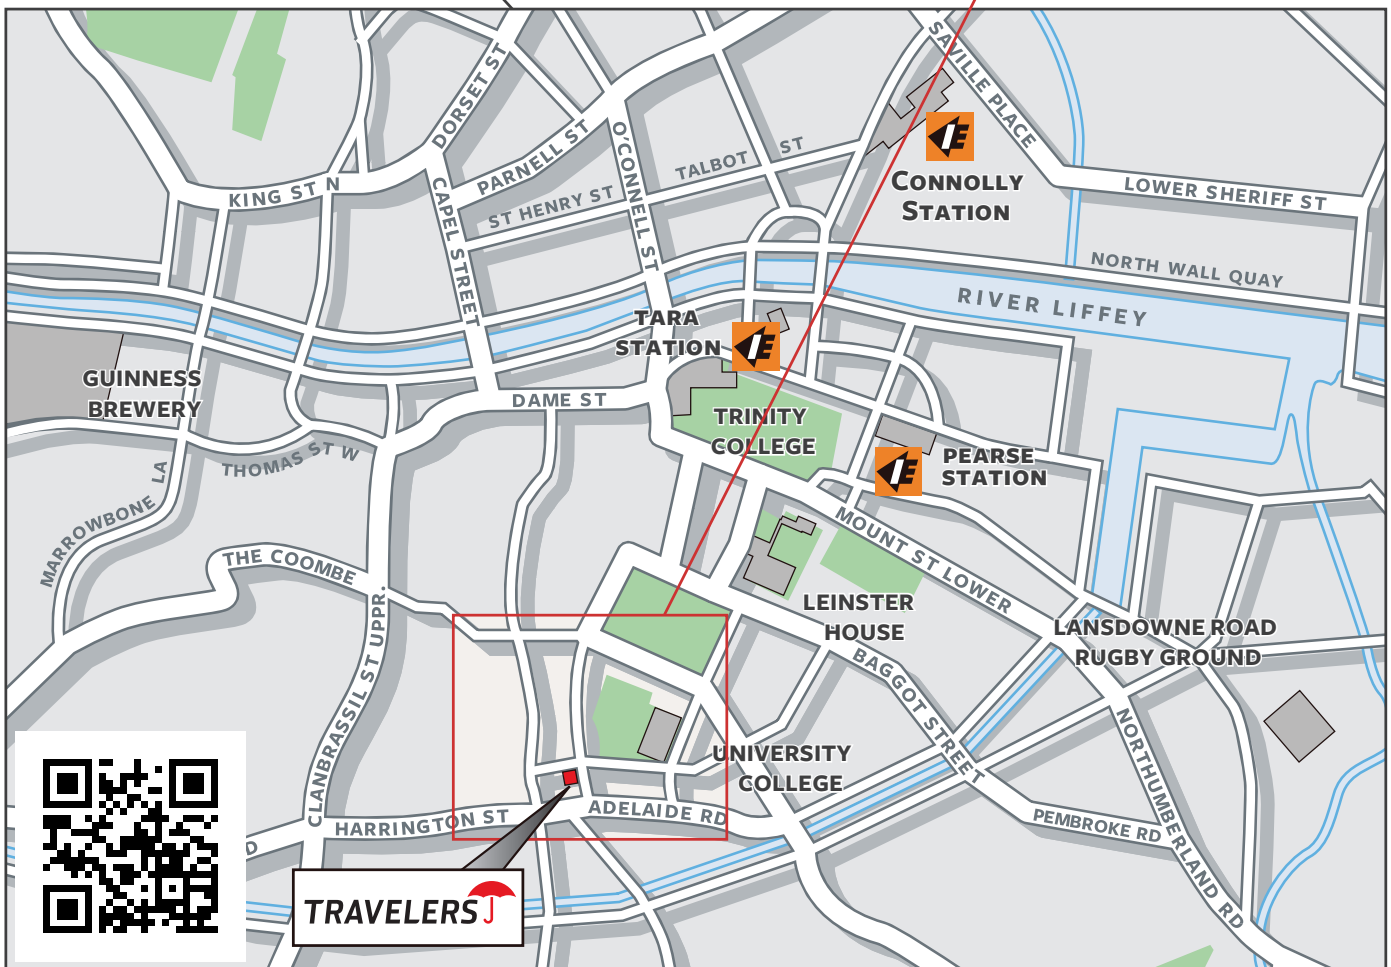 SAVILLE PLACE
DORSET ST
PARNELL ST
O'CONNELL ST
TALBOT ST
CONNOLLY
STATION
KING ST N
CAPEL STREET
ST HENRY ST
LOWER SHERIFF ST
NORTH WALL QUAY
RIVER LIFFEY
TARA
STATION
GUINNESS
BREWERY
DAME ST
TRINITY
COLLEGE
PEARSE
STATION
THOMAS ST W
MARROWBONE LA
THE COOMBE
MOUNT ST LOWER
LEINSTER
HOUSE
LANSDOWNE ROAD
RUGBY GROUND
CLANBRASSIL ST UPPR.
BAGGOT STREET
UNIVERSITY
COLLEGE
NORTHUMBERLAND RD
HARRINGTON ST
ADELAIDE RD
PEMBROKE RD
D
TRAVELERS